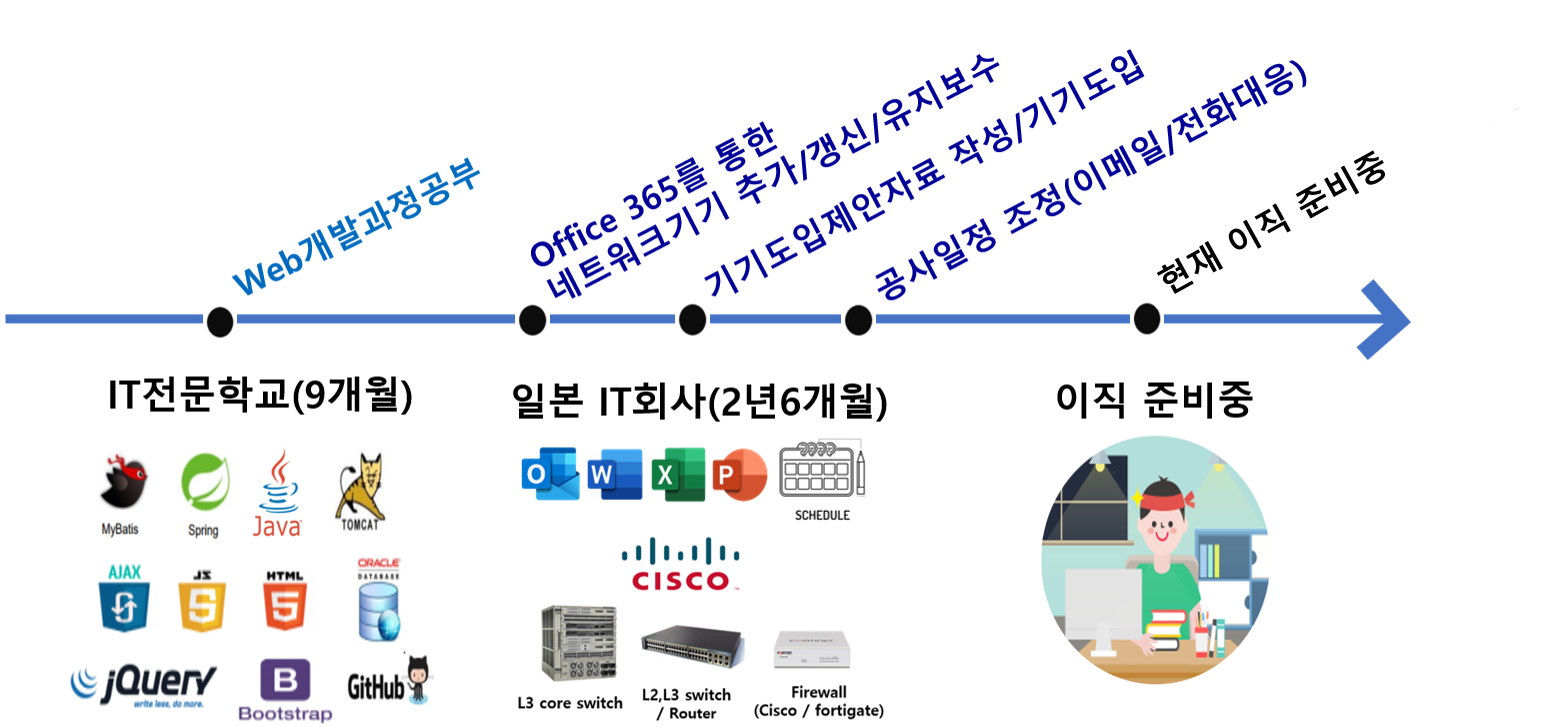 Web개발과정공부
Office 365를 통한
네트워크기기 추가/갱신/유지보수
기기도입제안자료 작성/기기도입
공사일정 조정(이메일/전화대응)
현재 이직 준비중
IT전문학교(9개월)
MyBatis
Spring
Java
TOMCAT
AJAX
JS
HTML
5
ORACLE
DATABASE
jQuery
write less, do more.
B
Bootstrap
GitHub
일본 IT회사(2년6개월)
O
W
X
P
SCHEDULE
CISCO
L3 core switch
L2,L3 switch
/ Router
Firewall
(Cisco / fortigate)
이직 준비중